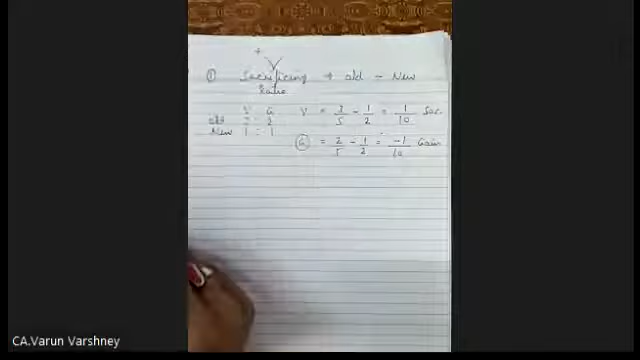 +
① Sacrificing → old - New
Ratio
V G V = 3/5 - 1/2 = 1/10 Sac.
old 3 : 2
New 1 : 1
G = 2/5 - 1/2 = -1/10 Gain
CA.Varun Varshney